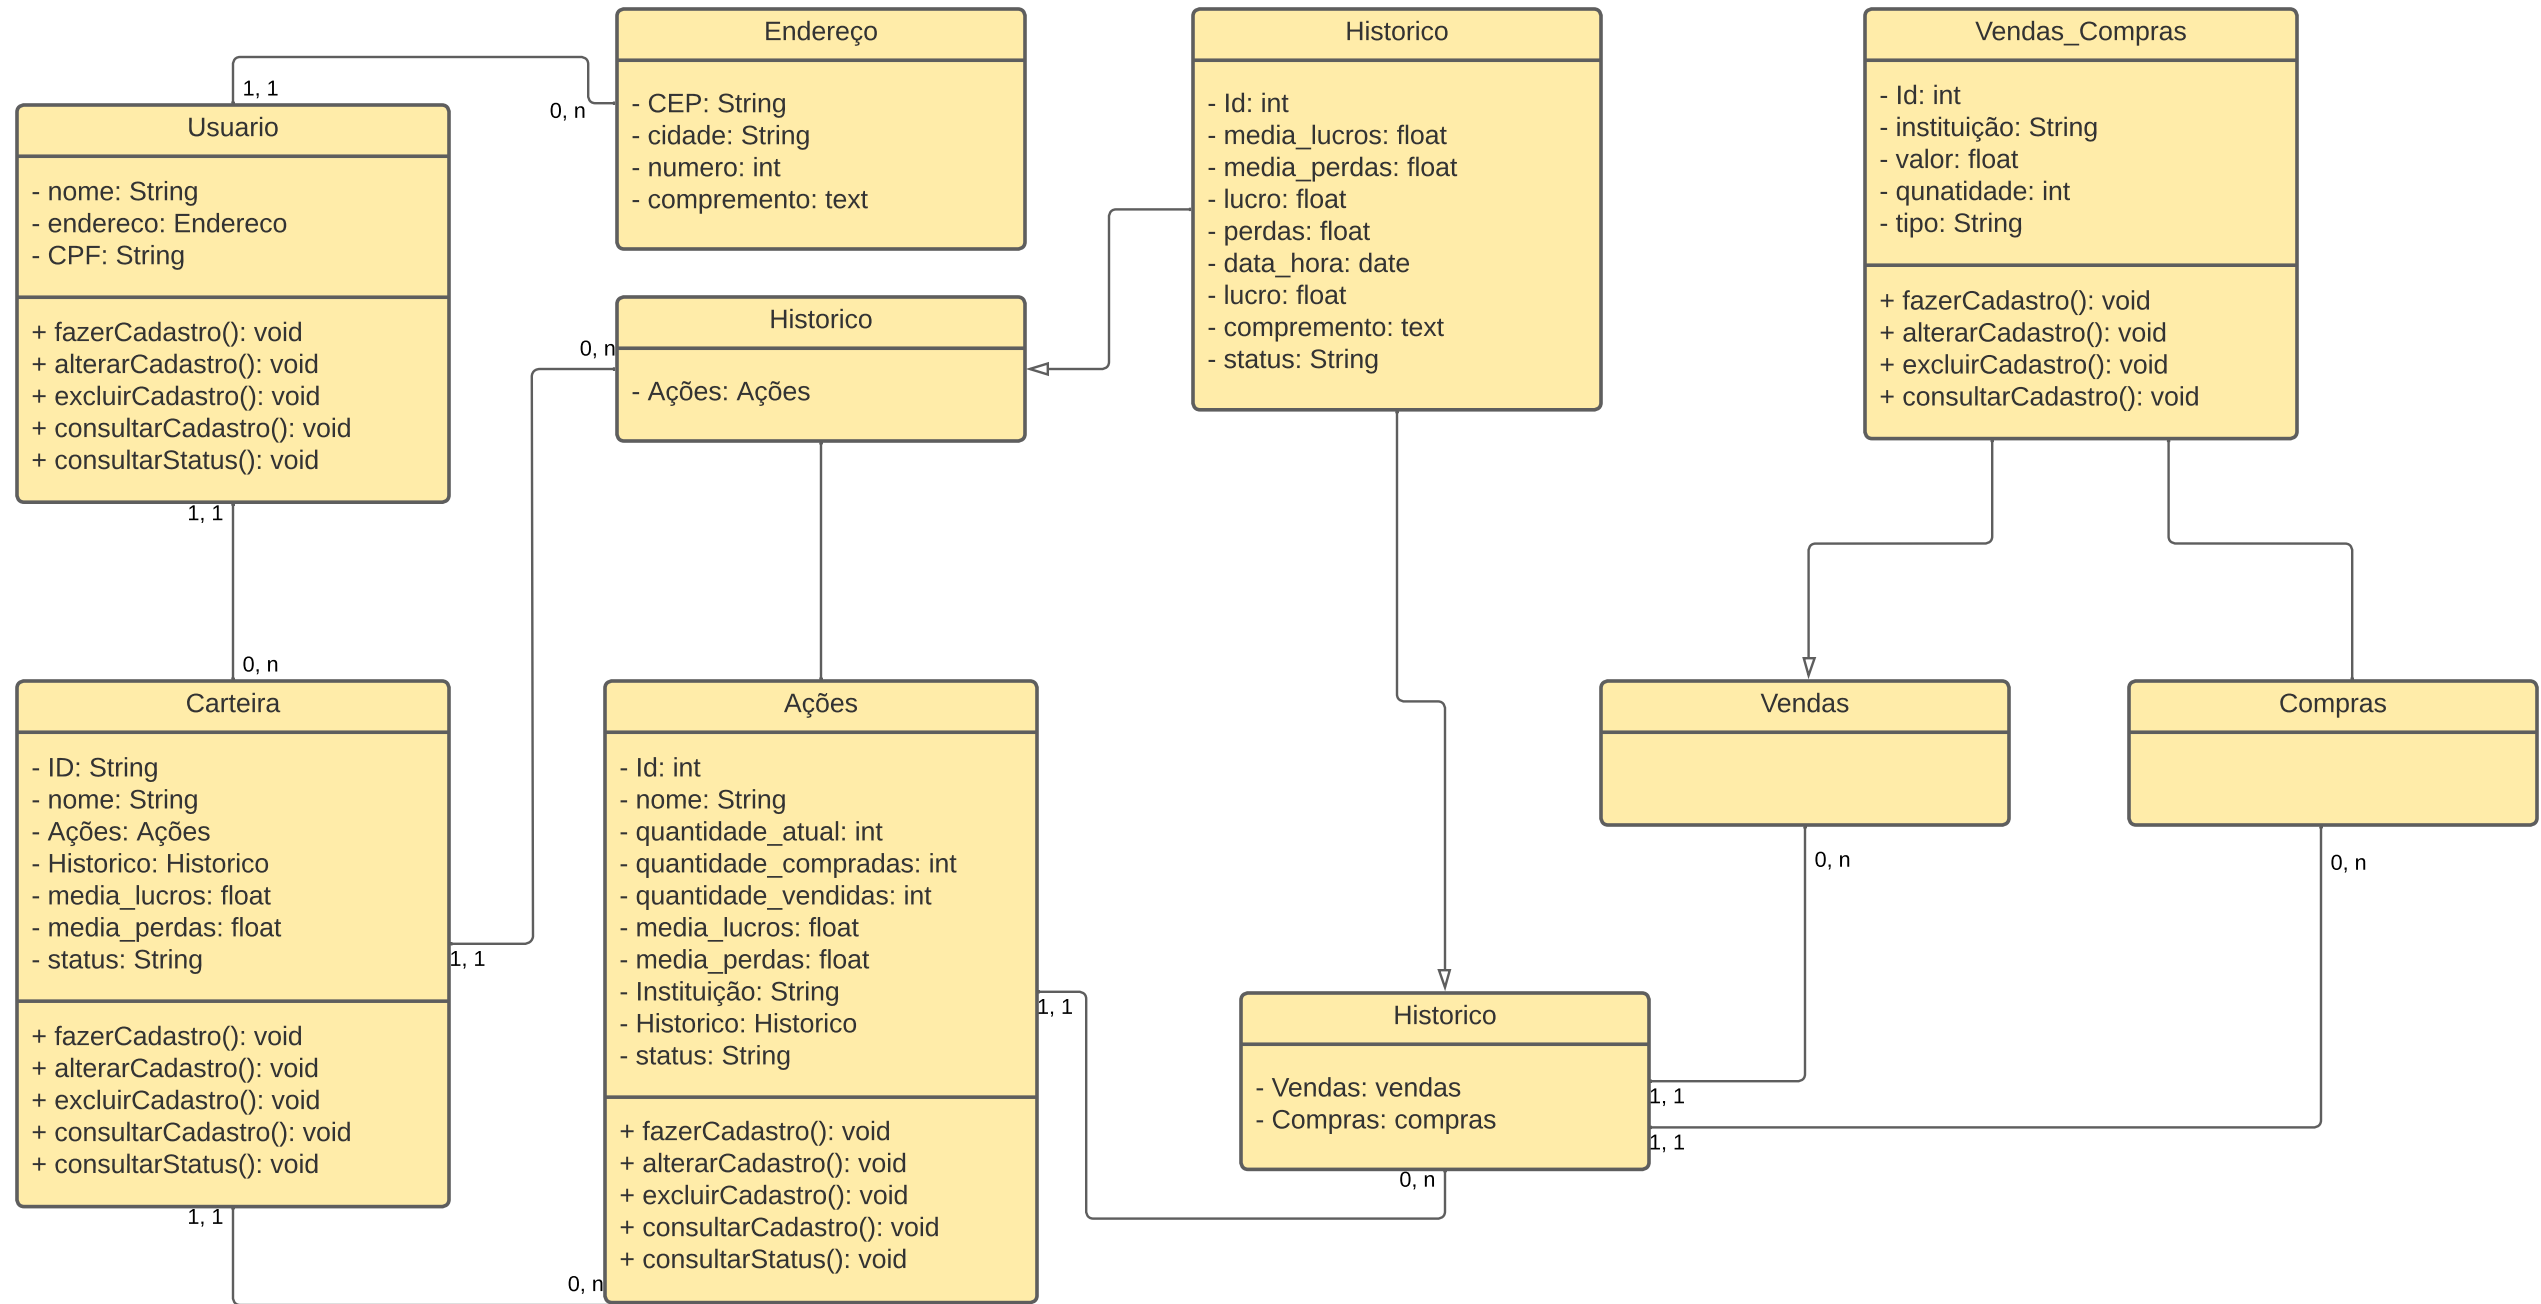 1, 1
0, n
Usuario
- nome: String
- endereco: Endereco
- CPF: String
+ fazerCadastro(): void
+ alterarCadastro(): void
+ excluirCadastro(): void
+ consultarCadastro(): void
+ consultarStatus(): void
1, 1
Endereço
- CEP: String
- cidade: String
- numero: int
- compremento: text
0, n
Historico
- Ações: Ações
Historico
- Id: int
- media_lucros: float
- media_perdas: float
- lucro: float
- perdas: float
- data_hora: date
- lucro: float
- compremento: text
- status: String
Vendas_Compras
- Id: int
- instituição: String
- valor: float
- qunatidade: int
- tipo: String
+ fazerCadastro(): void
+ alterarCadastro(): void
+ excluirCadastro(): void
+ consultarCadastro(): void
0, n
Carteira
- ID: String
- nome: String
- Ações: Ações
- Historico: Historico
- media_lucros: float
- media_perdas: float
- status: String
+ fazerCadastro(): void
+ alterarCadastro(): void
+ excluirCadastro(): void
+ consultarCadastro(): void
+ consultarStatus(): void
1, 1
1, 1
0, n
Ações
- Id: int
- nome: String
- quantidade_atual: int
- quantidade_compradas: int
- quantidade_vendidas: int
- media_lucros: float
- media_perdas: float
- Instituição: String
- Historico: Historico
- status: String
+ fazerCadastro(): void
+ alterarCadastro(): void
+ excluirCadastro(): void
+ consultarCadastro(): void
+ consultarStatus(): void
1, 1
Vendas
0, n
Compras
0, n
Historico
- Vendas: vendas
- Compras: compras
1, 1
1, 1
0, n